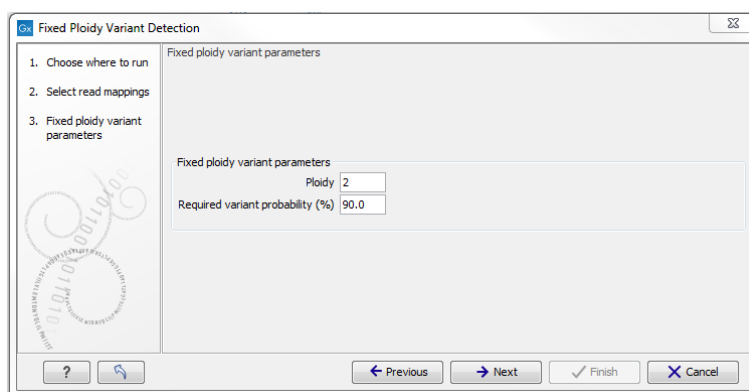 Gx Fixed Ploidy Variant Detection
1. Choose where to run
2. Select read mappings
3. Fixed ploidy variant
parameters
Fixed ploidy variant parameters
Fixed ploidy variant parameters
Ploidy 2
Required variant probability (%) 90.0
? Previous Next Finish Cancel